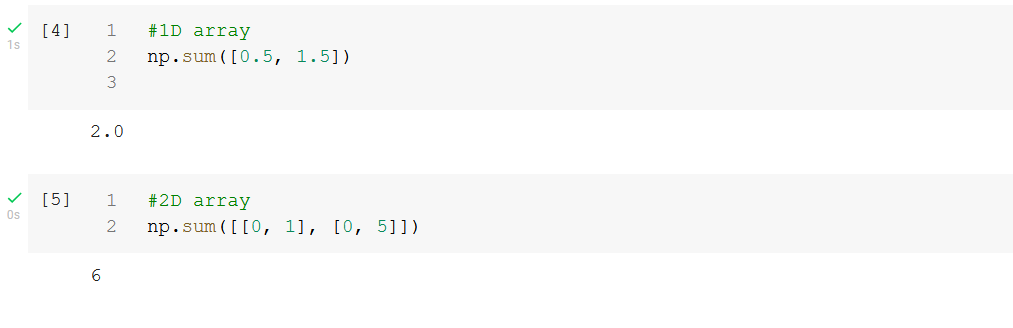 [4] 1 #1D array
1s 2 np.sum([0.5, 1.5])
3
2.0
[5] 1 #2D array
0s 2 np.sum([[0, 1], [0, 5]])
6